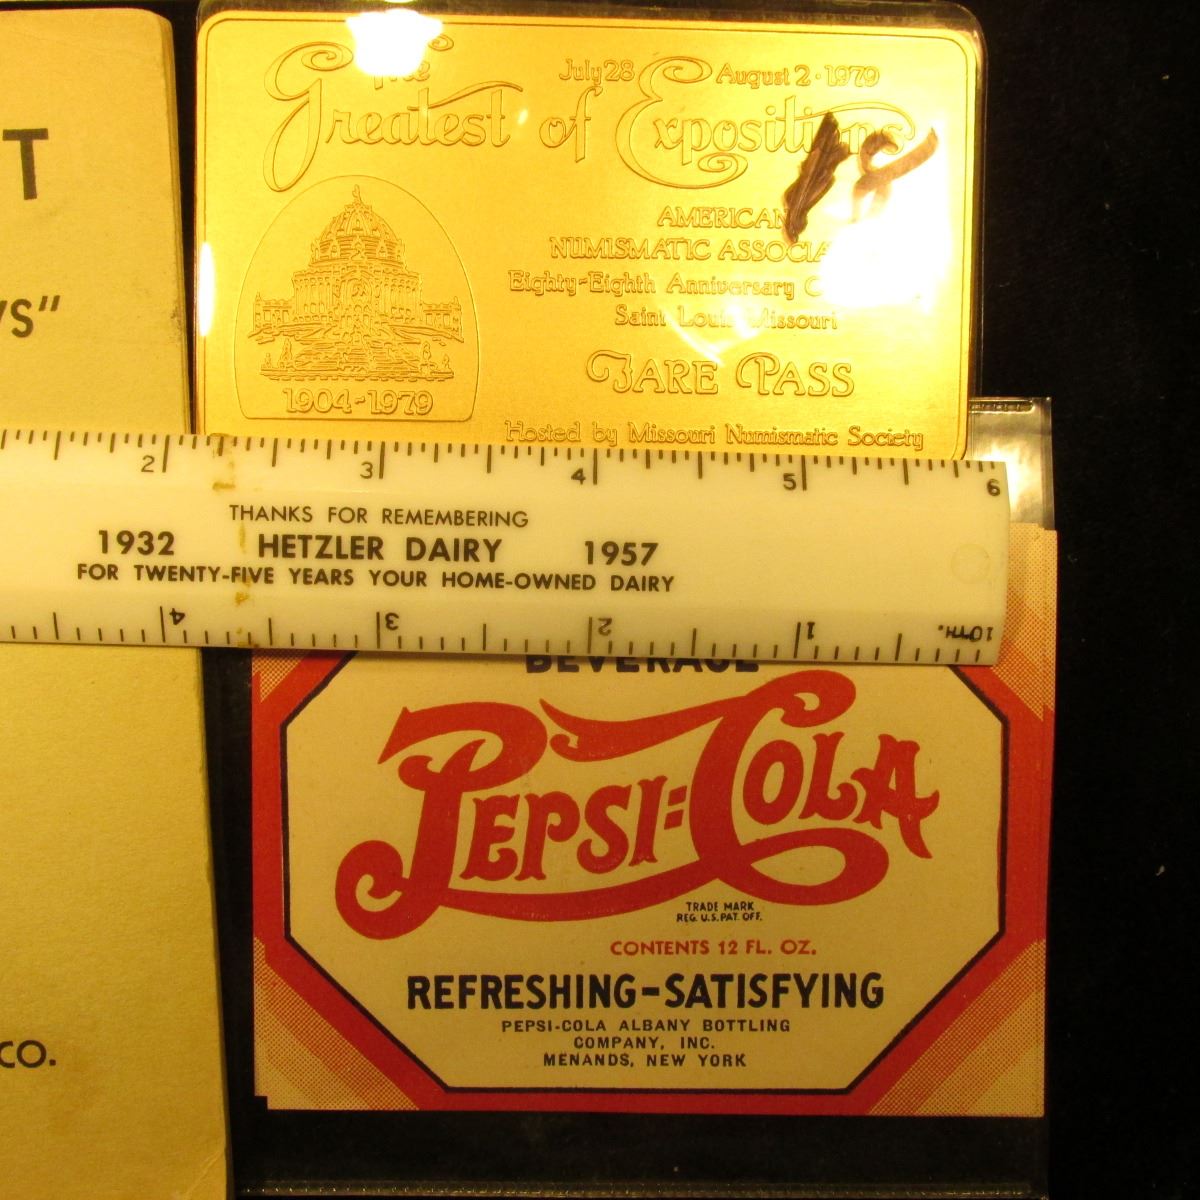 T
/S"
CO.
The July 28 August 2 · 1979
Greatest of Expositions
AMERICAN
NUMISMATIC
Eighty-Eighth Anniversary
Saint Louis Missouri
FARE PASS
1904-1979
Hosted by Missouri Numismatic Society
2 3 4 5 6
THANKS FOR REMEMBERING
1932 HETZLER DAIRY 1957
FOR TWENTY-FIVE YEARS YOUR HOME-OWNED DAIRY
4 3 2 1 10TH.
BEVERAGE
PEPSI=COLA
TRADE MARK
REG. U.S. PAT. OFF.
CONTENTS 12 FL. OZ.
REFRESHING-SATISFYING
PEPSI-COLA ALBANY BOTTLING
COMPANY, INC.
MENANDS, NEW YORK